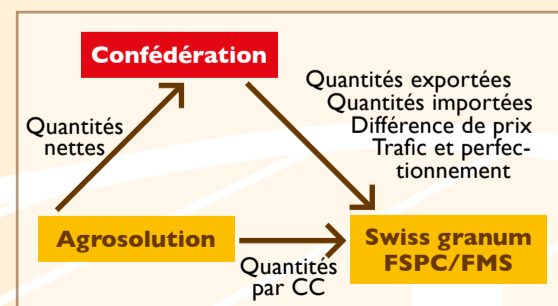 Confédération
Quantités exportées
Quantités importées
Différence de prix
Trafic et perfec-
tionnement
Quantités
nettes
Agrosolution
Swiss granum
FSPC/FMS
Quantités
par CC